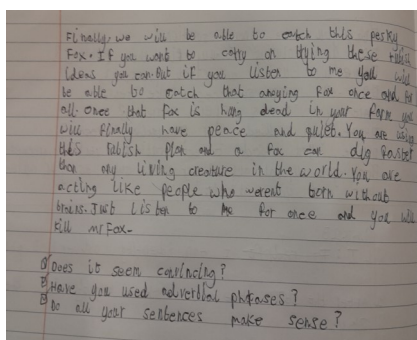 Finally, we will be able to catch this pesky
Fox. If you want to carry on trying these
ideas you can. But if you listen to me you will
be able to catch that anoying Fox once and for
all. Once that Fox is hung dead in your farm you
will finally have peace and quiet. You are using
this rubish plan and a fox can dig faster
than any living creature in the world. You are
acting like people who werent born without
brains. Just listen to me for once and you will
kill mr Fox.
Does it seem convincing?
Have you used adverbial phrases?
Do all your sentences make sense?